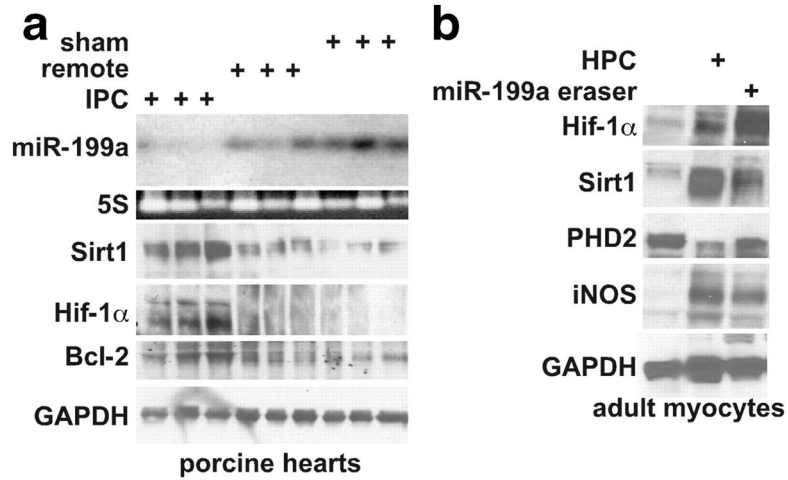 a
sham + + +
remote + + +
IPC + + +
miR-199a
5S
Sirt1
Hif-1α
Bcl-2
GAPDH
porcine hearts
b
HPC +
miR-199a eraser +
Hif-1α
Sirt1
PHD2
iNOS
GAPDH
adult myocytes